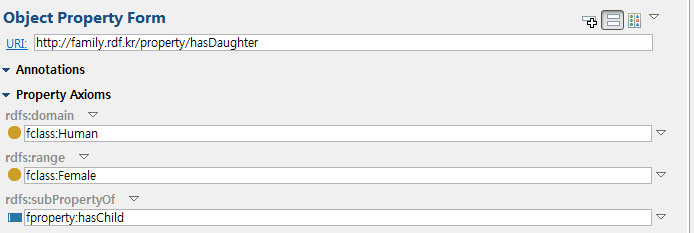 Object Property Form
URI: http://family.rdf.kr/property/hasDaughter
Annotations
Property Axioms
rdfs:domain
fclass:Human
rdfs:range
fclass:Female
rdfs:subPropertyOf
fproperty:hasChild